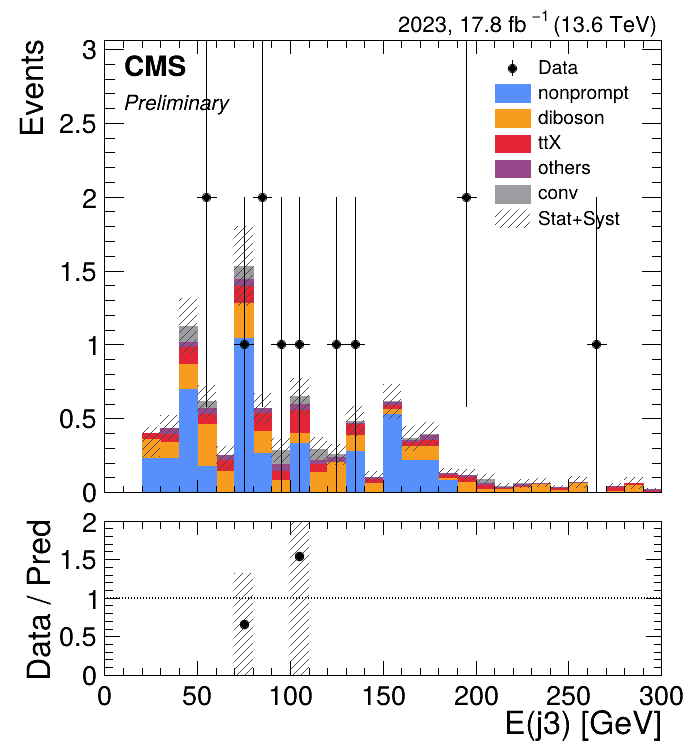 2023, 17.8 fb⁻¹ (13.6 TeV)
CMS
Preliminary
Data
nonprompt
diboson
ttX
others
conv
Stat+Syst
Events
3
2.5
2
1.5
1
0.5
0
Data / Pred
2
1.5
1
0.5
0
0 50 100 150 200 250 300
E(j3) [GeV]